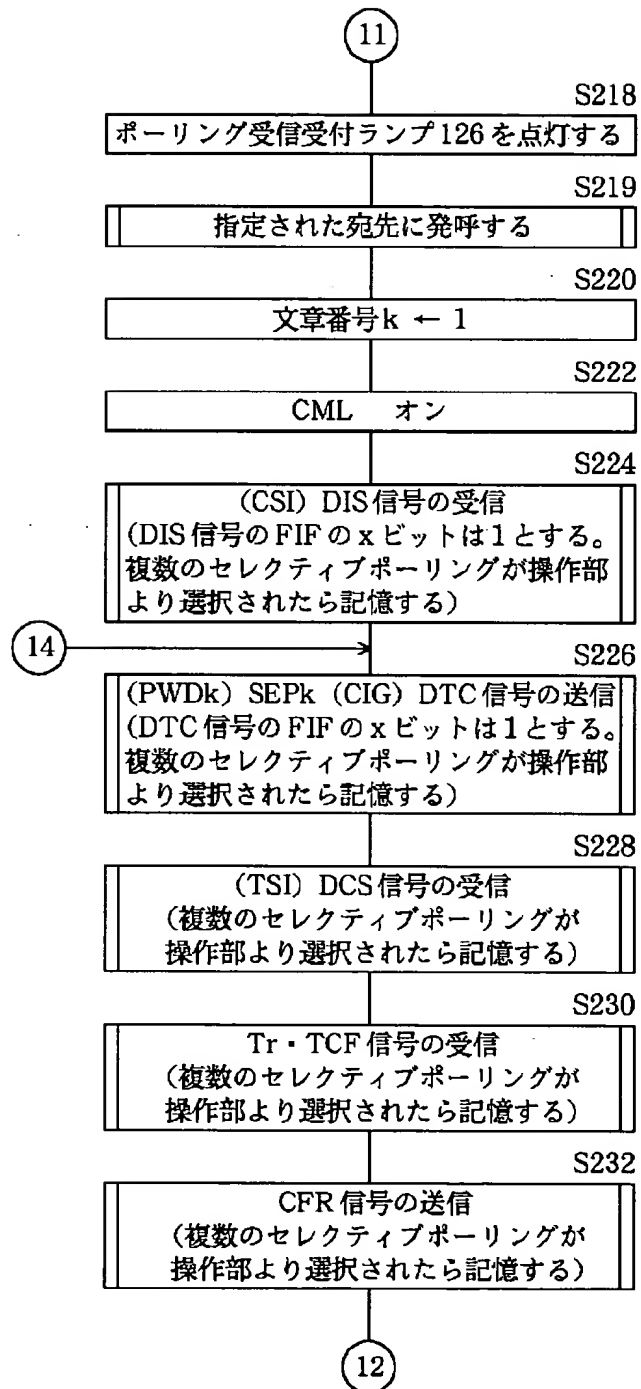 11
S218
ポーリング受信受付ランプ126を点灯する
S219
指定された宛先に発呼する
S220
文章番号k ← 1
S222
CML オン
S224
(CSI) DIS信号の受信
(DIS信号のFIFのxビットは1とする。
複数のセレクティブポーリングが操作部
より選択されたら記憶する)
14
S226
(PWDk) SEPk (CIG) DTC信号の送信
(DTC信号のFIFのxビットは1とする。
複数のセレクティブポーリングが操作部
より選択されたら記憶する)
S228
(TSI) DCS信号の受信
(複数のセレクティブポーリングが
操作部より選択されたら記憶する)
S230
Tr・TCF信号の受信
(複数のセレクティブポーリングが
操作部より選択されたら記憶する)
S232
CFR信号の送信
(複数のセレクティブポーリングが
操作部より選択されたら記憶する)
12